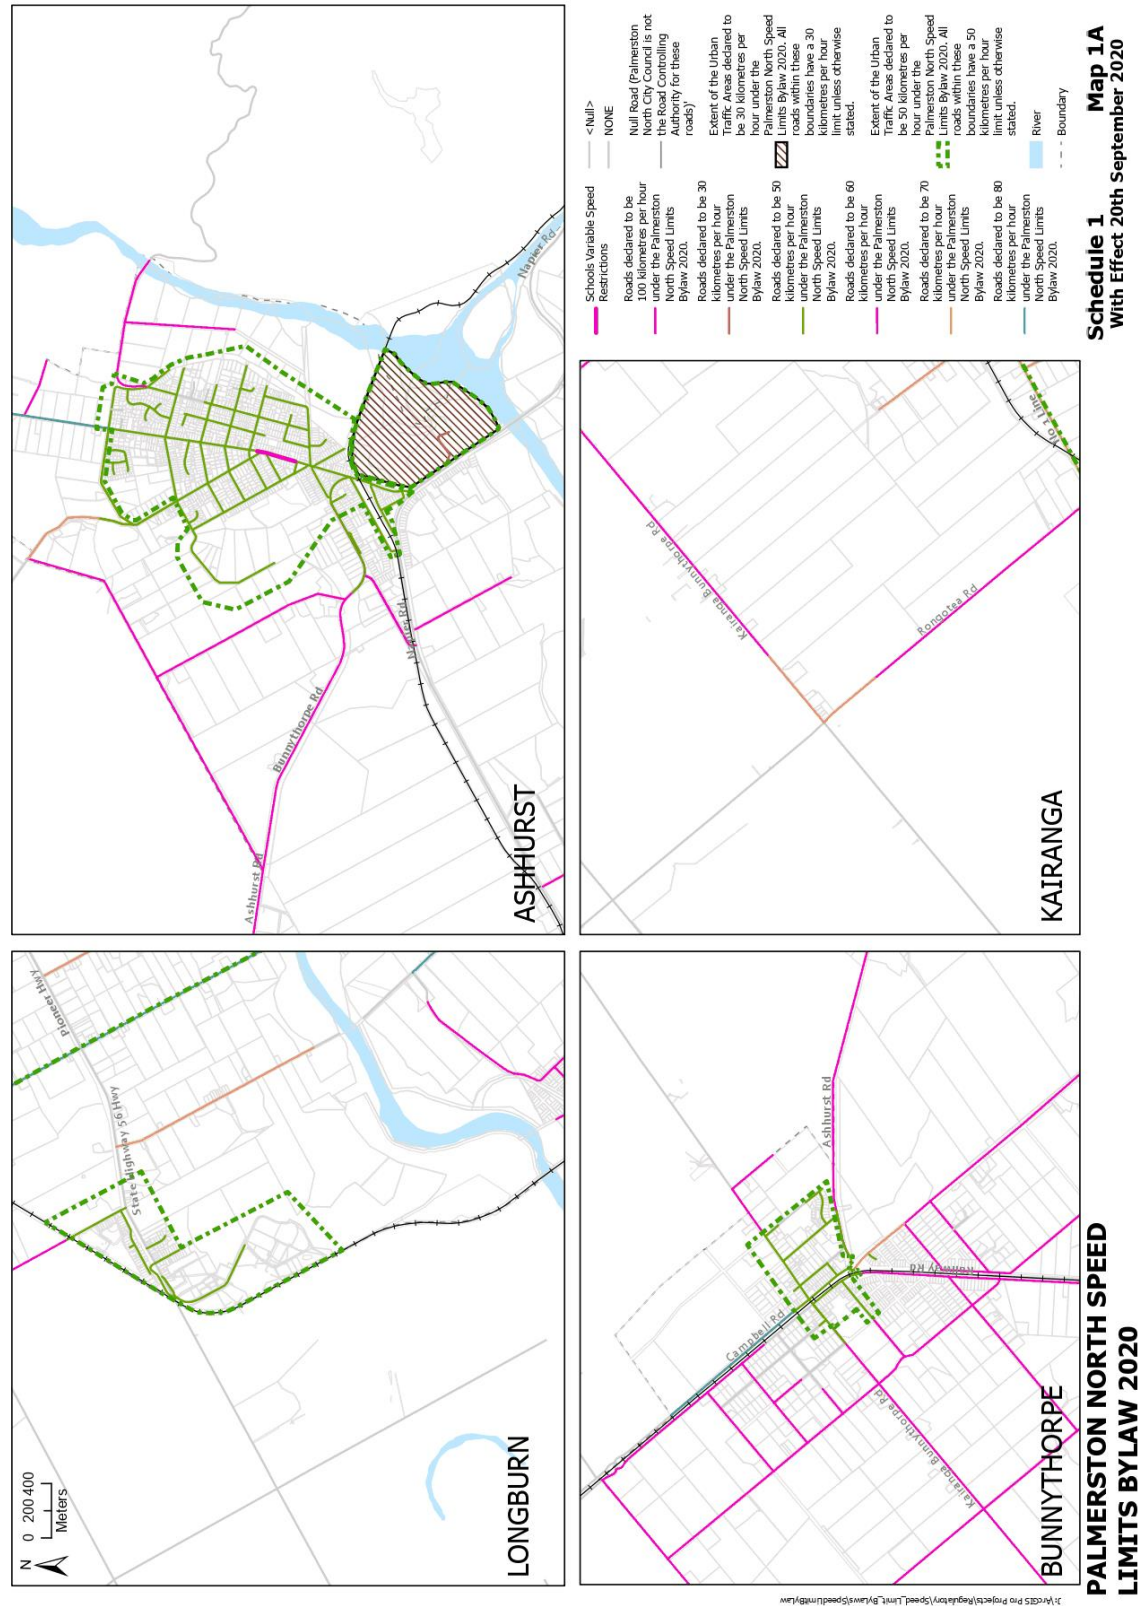 N
0 200400
Meters
LONGBURN
State Highway 56 Hwy
Pioneer Hwy
ASHHURST
Ashhurst Rd
Bunnythorpe Rd
Napier Rd
Napier Rd
BUNNYTHORPE
Kairanga Bunnythorpe Rd
Campbell Rd
Railway Rd
Ashhurst Rd
KAIRANGA
Kairanga Bunnythorpe Rd
Rongotea Rd
No 1 Line
Schools Variable Speed
Restrictions
Roads declared to be
100 kilometres per hour
under the Palmerston
North Speed Limits
Bylaw 2020.
Roads declared to be 30
kilometres per hour
under the Palmerston
North Speed Limits
Bylaw 2020.
Roads declared to be 50
kilometres per hour
under the Palmerston
North Speed Limits
Bylaw 2020.
Roads declared to be 60
kilometres per hour
under the Palmerston
North Speed Limits
Bylaw 2020.
Roads declared to be 70
kilometres per hour
under the Palmerston
North Speed Limits
Bylaw 2020.
Roads declared to be 80
kilometres per hour
under the Palmerston
North Speed Limits
Bylaw 2020.
<Null>
NONE
Null Road (Palmerston
North City Council is not
the Road Controlling
Authority for these
roads)'
Extent of the Urban
Traffic Areas declared to
be 30 kilometres per
hour under the
Palmerston North Speed
Limits Bylaw 2020. All
roads within these
boundaries have a 30
kilometres per hour
limit unless otherwise
stated.
Extent of the Urban
Traffic Areas declared to
be 50 kilometres per
hour under the
Palmerston North Speed
Limits Bylaw 2020. All
roads within these
boundaries have a 50
kilometres per hour
limit unless otherwise
stated.
River
Boundary
PALMERSTON NORTH SPEED
LIMITS BYLAW 2020
Schedule 1 Map 1A
With Effect 20th September 2020
J:\ArcGIS Pro Projects\Regulatory\Speed_Limit_Bylaws\SpeedLimitBylaw